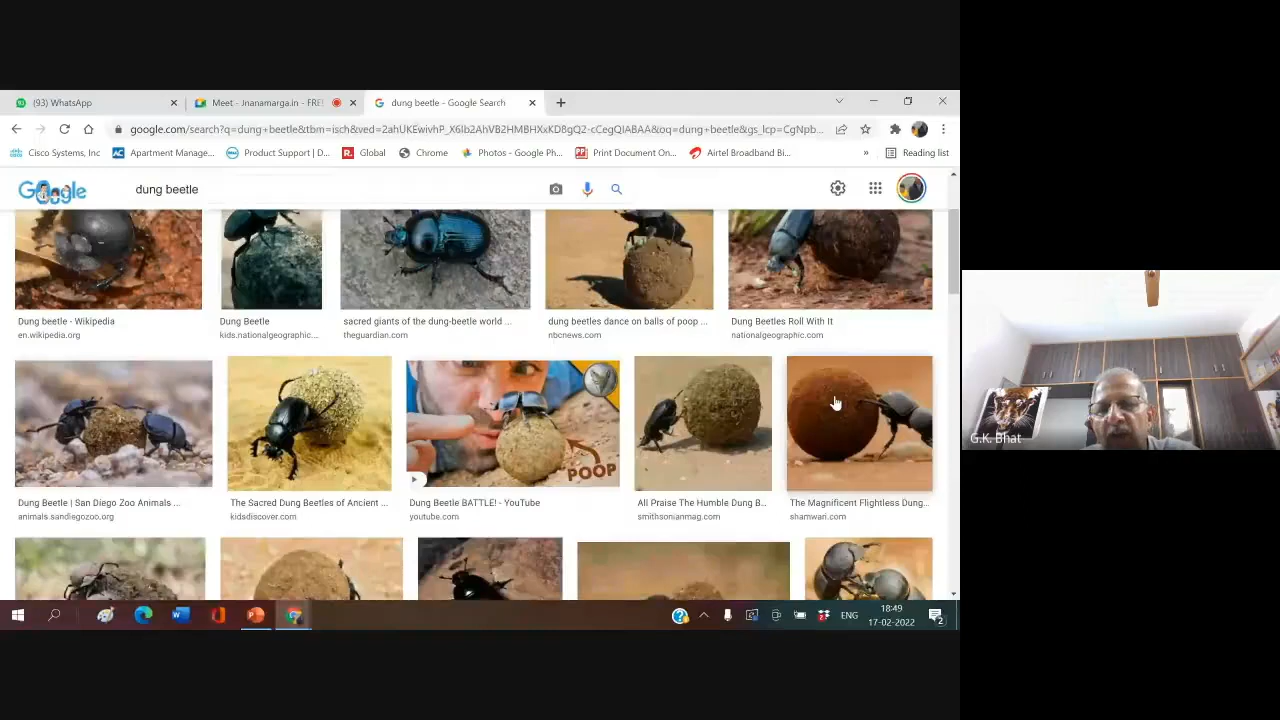 (93) WhatsApp
Meet - Jnanamarga.in - FREE
dung beetle - Google Search
google.com/search?q=dung+beetle&tbm=isch&ved=2ahUKEwivhP_X6Ib2AhVB2HMBHXxKD8gQ2-cCegQIABAA&oq=dung+beetle&gs_lcp=CgNpb...
Cisco Systems, Inc
Apartment Manage...
Product Support | D...
Global
Chrome
Photos - Google Ph...
Print Document On...
Airtel Broadband Bi...
»
Reading list
Google
dung beetle
Dung beetle - Wikipedia
en.wikipedia.org
Dung Beetle
kids.nationalgeographic...
sacred giants of the dung-beetle world ...
theguardian.com
dung beetles dance on balls of poop ...
nbcnews.com
Dung Beetles Roll With It
nationalgeographic.com
POOP
Dung Beetle | San Diego Zoo Animals ...
animals.sandiegozoo.org
The Sacred Dung Beetles of Ancient ...
kidsdiscover.com
Dung Beetle BATTLE! - YouTube
youtube.com
All Praise The Humble Dung B...
smithsonianmag.com
The Magnificent Flightless Dung...
shamwari.com
G.K. Bhat
ENG
18:49
17-02-2022
2